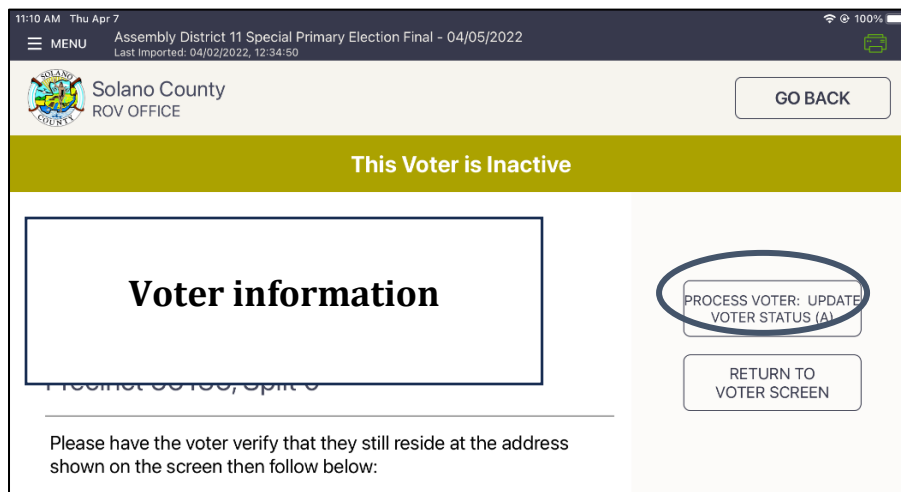 11:10 AM Thu Apr 7
100%
MENU
Assembly District 11 Special Primary Election Final - 04/05/2022
Last Imported: 04/02/2022, 12:34:50
SOLANO
COUNTY
Solano County
ROV OFFICE
GO BACK
This Voter is Inactive
Voter information
PROCESS VOTER: UPDATE
VOTER STATUS (A)
RETURN TO
VOTER SCREEN
Precinct
Please have the voter verify that they still reside at the address
shown on the screen then follow below: